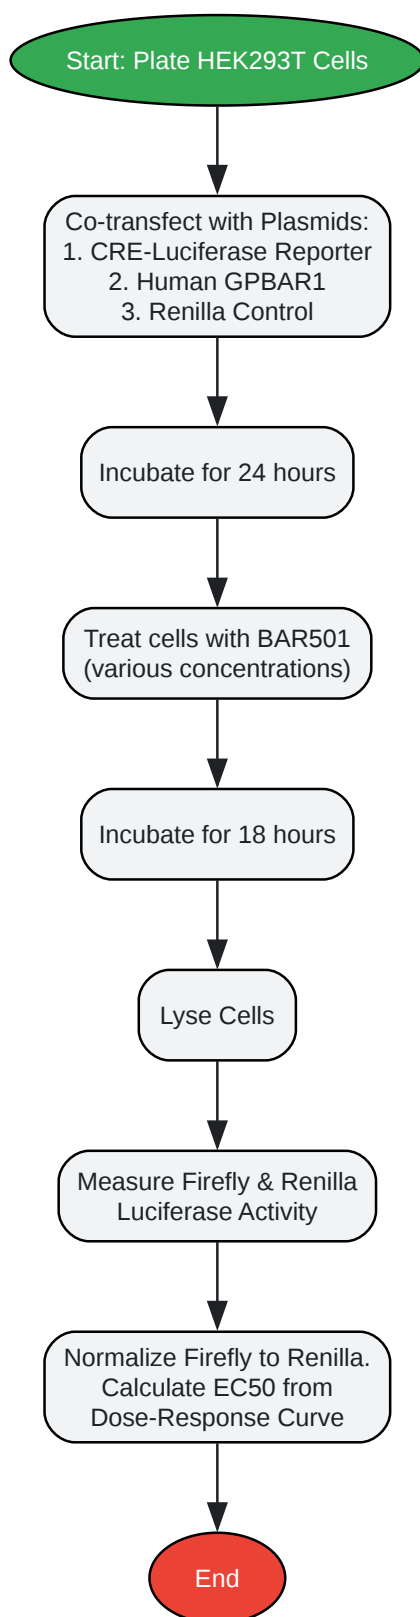 Start: Plate HEK293T Cells
Co-transfect with Plasmids:
1. CRE-Luciferase Reporter
2. Human GPBAR1
3. Renilla Control
Incubate for 24 hours
Treat cells with BAR501
(various concentrations)
Incubate for 18 hours
Lyse Cells
Measure Firefly & Renilla
Luciferase Activity
Normalize Firefly to Renilla.
Calculate EC50 from
Dose-Response Curve
End